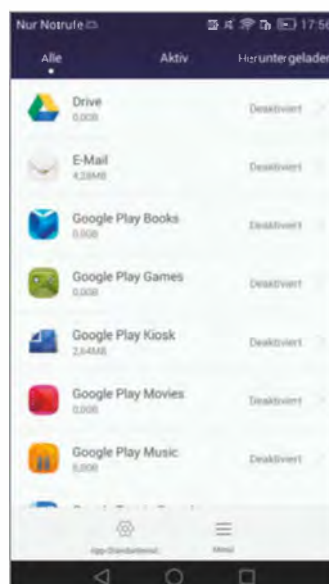 Nur Notrufe 17:56
Alle Aktiv Heruntergeladen
Drive
0,00B Deaktiviert
E-Mail
4,28MB Deaktiviert
Google Play Books
0,00B Deaktiviert
Google Play Games
0,00B Deaktiviert
Google Play Kiosk
2,64MB Deaktiviert
Google Play Movies
0,00B Deaktiviert
Google Play Music
0,00B Deaktiviert
Menü